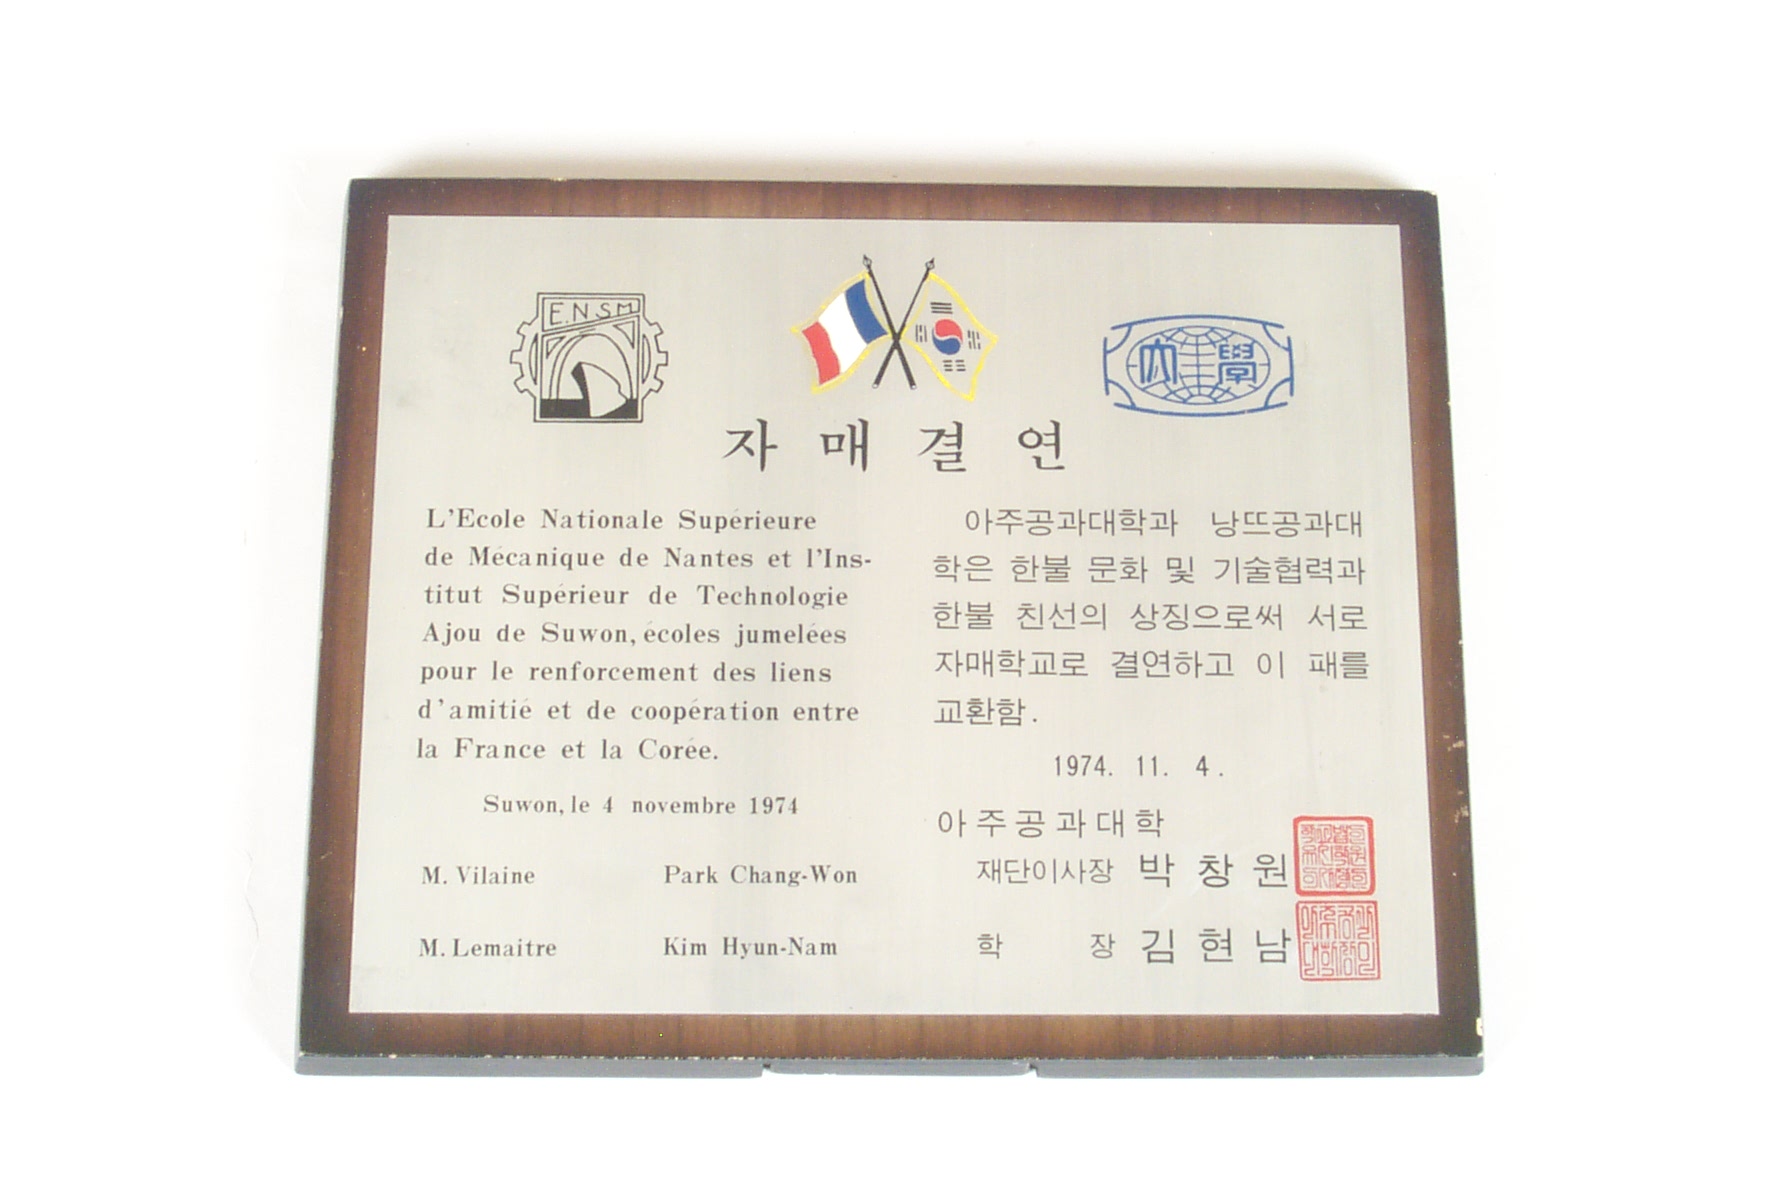 E.N.S.M
大學
자매결연
L'Ecole Nationale Supérieure
de Mécanique de Nantes et l'Ins-
titut Supérieur de Technologie
Ajou de Suwon, écoles jumelées
pour le renforcement des liens
d'amitié et de coopération entre
la France et la Corée.
Suwon, le 4 novembre 1974
M. Vilaine Park Chang-Won
M. Lemaitre Kim Hyun-Nam
아주공과대학과 낭뜨공과대
학은 한불 문화 및 기술협력과
한불 친선의 상징으로써 서로
자매학교로 결연하고 이 패를
교환함.
1974. 11. 4.
아주공과대학
재단이사장 박창원
학장 김현남